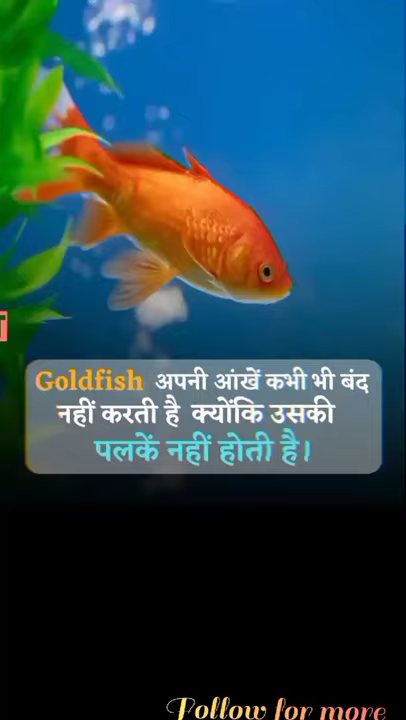 Goldfish अपनी आंखें कभी भी बंद
नहीं करती है क्योंकि उसकी
पलकें नहीं होती है।
Follow for more